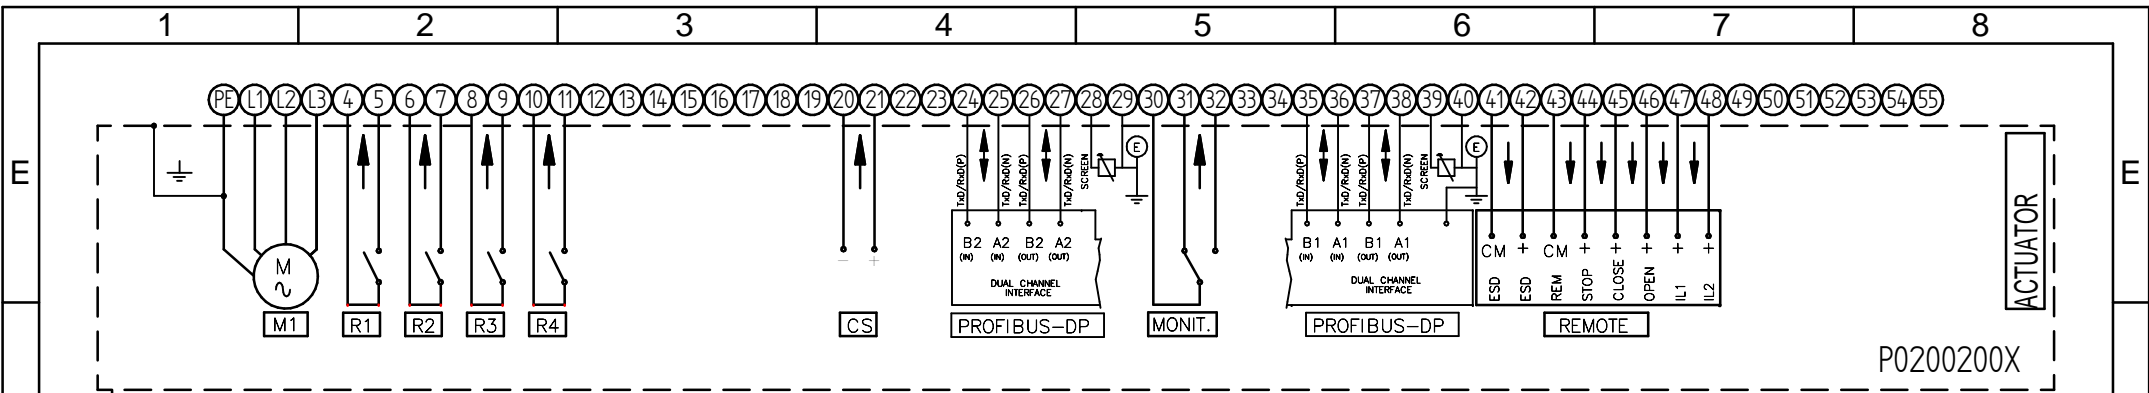 1 2 3 4 5 6 7 8
PE L1 L2 L3 4 5 6 7 8 9 10 11 12 13 14 15 16 17 18 19 20 21 22 23 24 25 26 27 28 29 30 31 32 33 34 35 36 37 38 39 40 41 42 43 44 45 46 47 48 49 50 51 52 53 54 55
E E
TxD/RxD(P) TxD/RxD(N) TxD/RxD(P) TxD/RxD(N) SCREEN E
TxD/RxD(P) TxD/RxD(N) TxD/RxD(P) TxD/RxD(N) SCREEN E
M
- +
B2 A2 B2 A2
(IN) (IN) (OUT) (OUT)
DUAL CHANNEL
INTERFACE
B1 A1 B1 A1
(IN) (IN) (OUT) (OUT)
DUAL CHANNEL
INTERFACE
CM + CM + + + + +
ESD ESD REM STOP CLOSE OPEN IL1 IL2
ACTUATOR
M1 R1 R2 R3 R4 CS PROFIBUS-DP MONIT. PROFIBUS-DP REMOTE
P0200200X